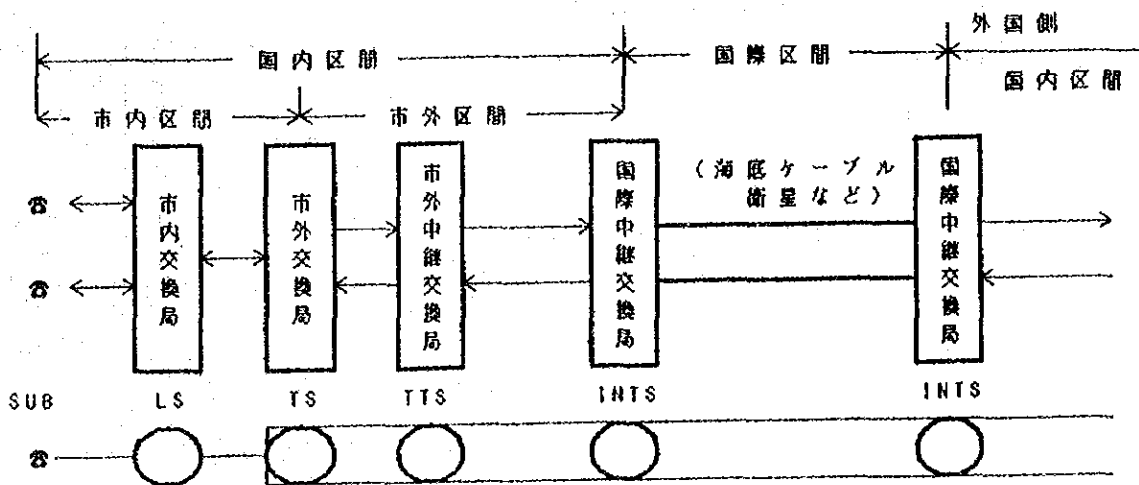 外国側
国内区間
国際区間
国内区間
市内区間
市外区間
市内交換局
市外交換局
市外中継交換局
国際中継交換局
(海底ケーブル
衛星など)
国際中継交換局
SUB
LS
TS
TTS
INTS
INTS